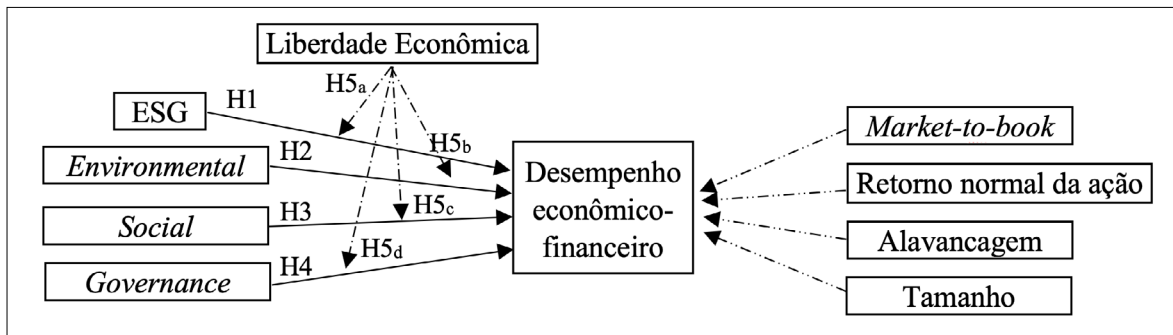 Liberdade Econômica
H5a
ESG
H1
H5b
Environmental
H2
Social
H3
H5c
Governance
H4
H5d
Desempenho
econômico-
financeiro
Market-to-book
Retorno normal da ação
Alavancagem
Tamanho